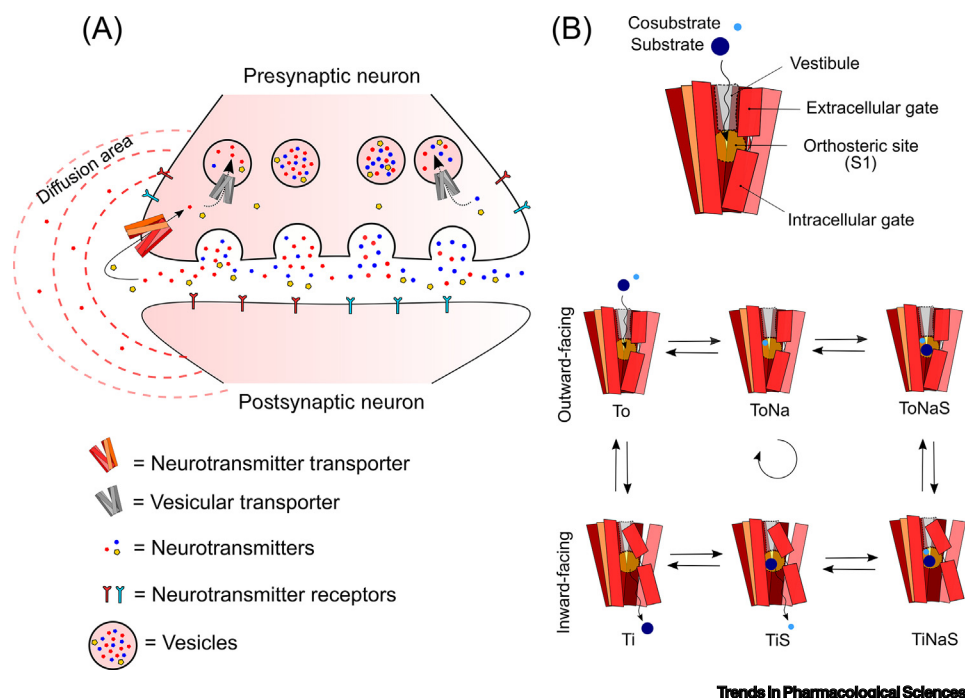 (A)
Presynaptic neuron
Diffusion area
Postsynaptic neuron
= Neurotmitter transporter
= Vesicular transporter
= Neurotransmitters
= Neurotransmitter receptors
= Vesicles
(B)
Cosubstrate
Substrate
Vestibule
Extracellular gate
Orthosteric site
(S1)
Intracellular gate
Outward-facing
To
ToNa
ToNaS
Inward-facing
Ti
TiS
TiNaS
Trends in Pharmacological Sciences